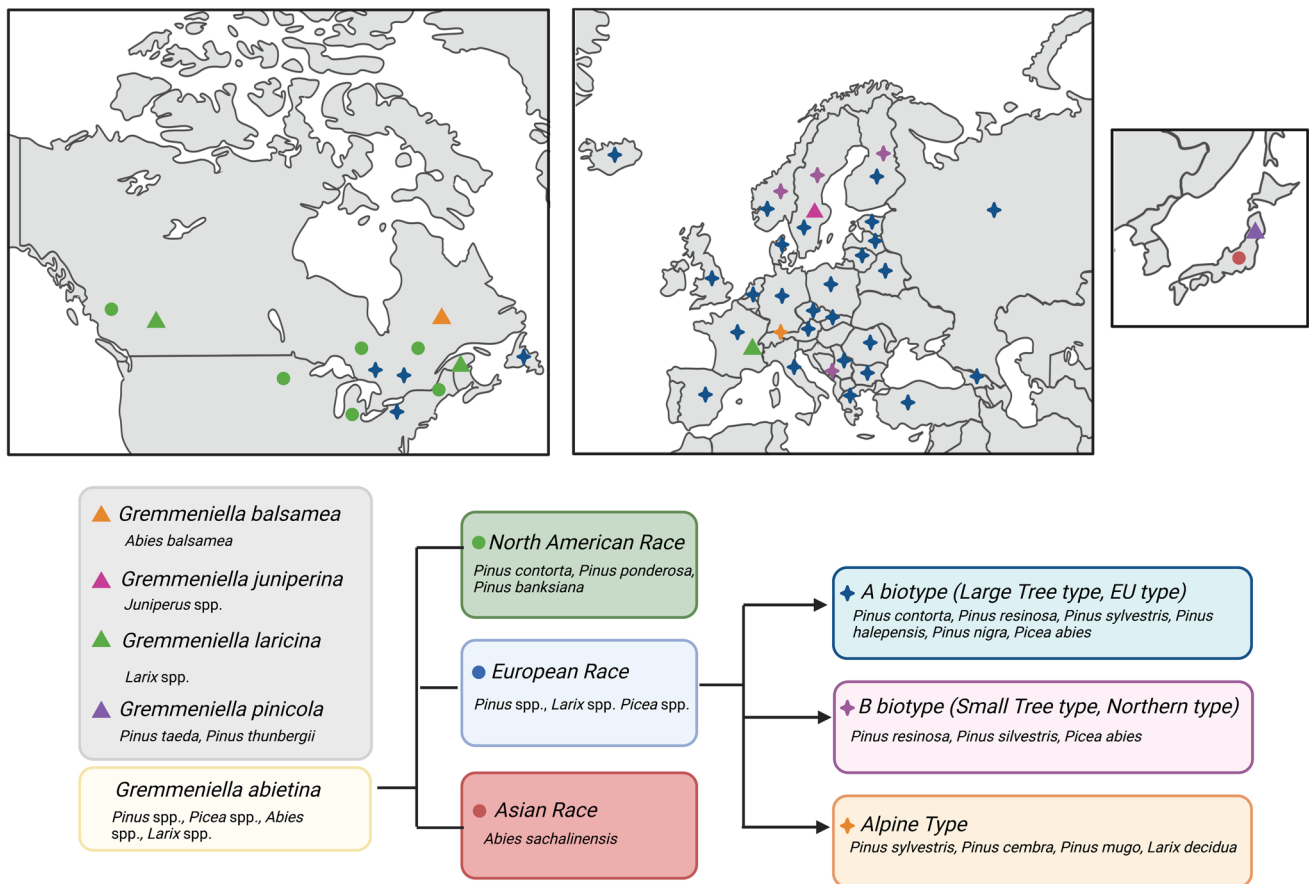 Gremmeniella balsamea
Abies balsamea
Gremmeniella juniperina
Juniperus spp.
Gremmeniella laricina
Larix spp.
Gremmeniella pinicola
Pinus taeda, Pinus thunbergii
Gremmeniella abietina
Pinus spp., Picea spp., Abies
spp., Larix spp.
North American Race
Pinus contorta, Pinus ponderosa,
Pinus banksiana
European Race
Pinus spp., Larix spp. Picea spp.
Asian Race
Abies sachalinensis
A biotype (Large Tree type, EU type)
Pinus contorta, Pinus resinosa, Pinus sylvestris, Pinus
halepensis, Pinus nigra, Picea abies
B biotype (Small Tree type, Northern type)
Pinus resinosa, Pinus silvestris, Picea abies
Alpine Type
Pinus sylvestris, Pinus cembra, Pinus mugo, Larix decidua